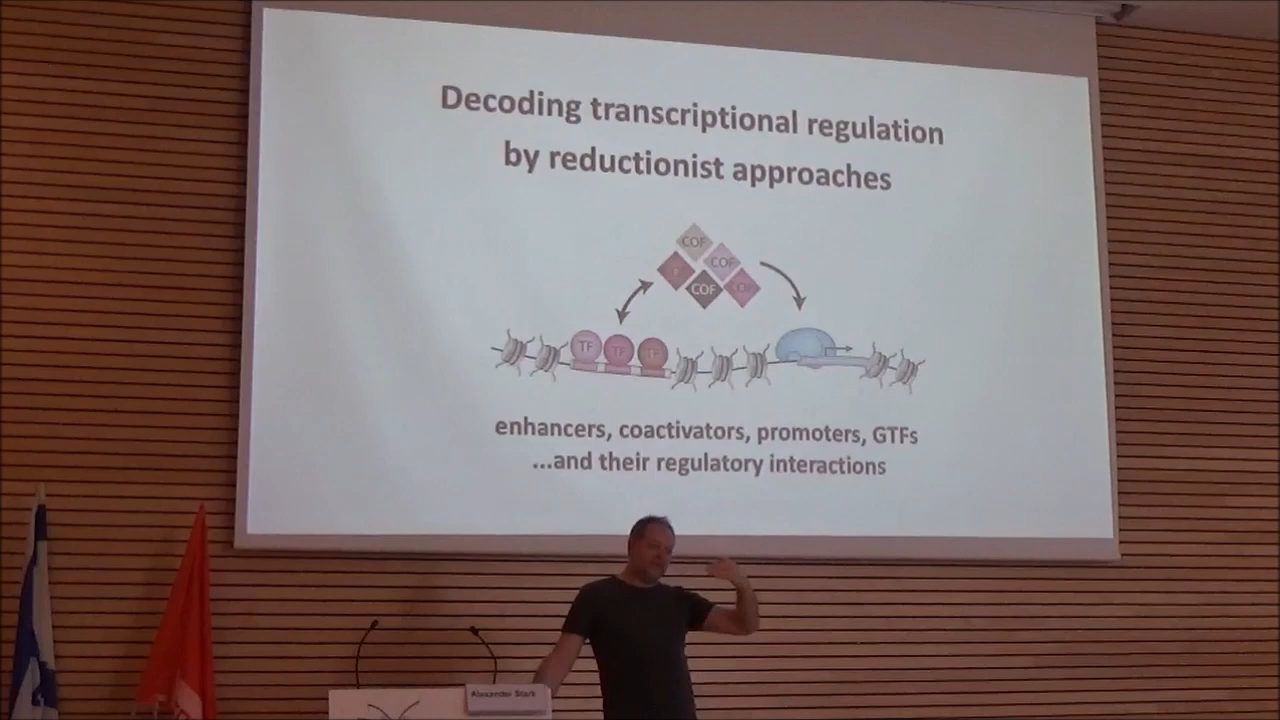 Decoding transcriptional regulation
by reductionist approaches
COF
COF
COF
TF
TF
TF
enhancers, coactivators, promoters, GTFs
...and their regulatory interactions
Alexander Stark